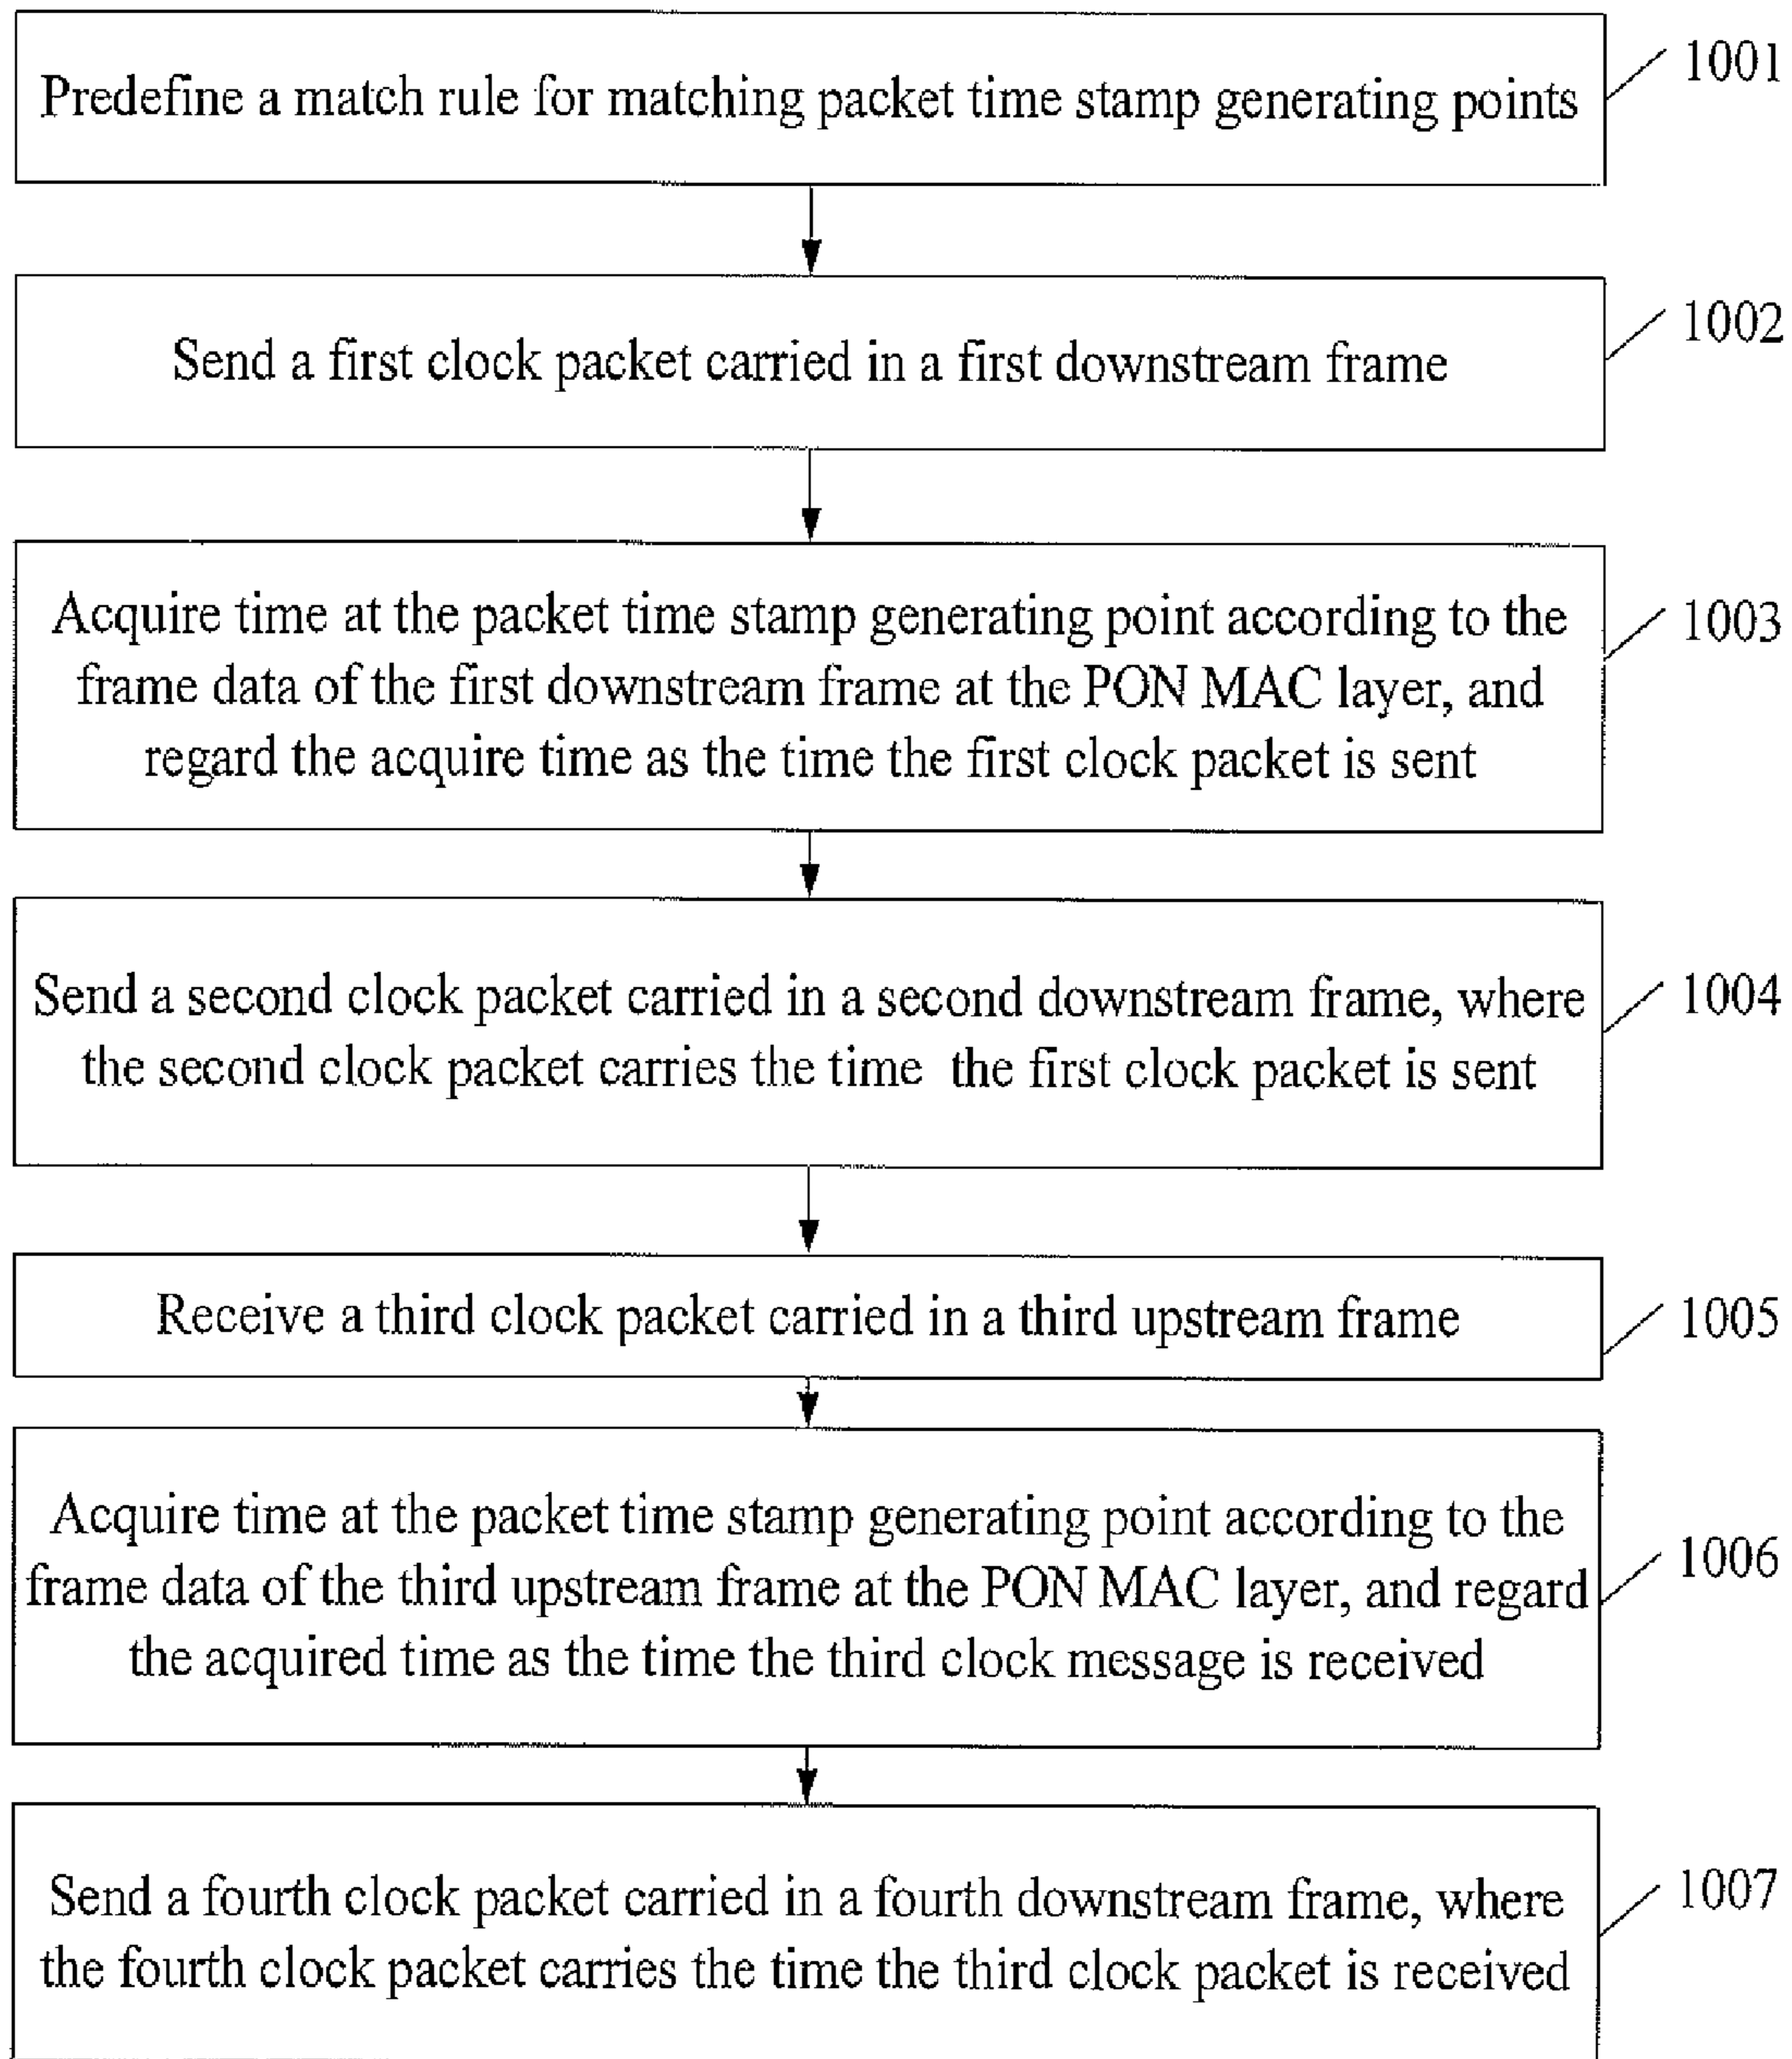 Predefine a match rule for matching packet time stamp generating points
1001
Send a first clock packet carried in a first downstream frame
1002
Acquire time at the packet time stamp generating point according to the
frame data of the first downstream frame at the PON MAC layer, and
regard the acquire time as the time the first clock packet is sent
1003
Send a second clock packet carried in a second downstream frame, where
the second clock packet carries the time the first clock packet is sent
1004
Receive a third clock packet carried in a third upstream frame
1005
Acquire time at the packet time stamp generating point according to the
frame data of the third upstream frame at the PON MAC layer, and regard
the acquired time as the time the third clock message is received
1006
Send a fourth clock packet carried in a fourth downstream frame, where
the fourth clock packet carries the time the third clock packet is received
1007